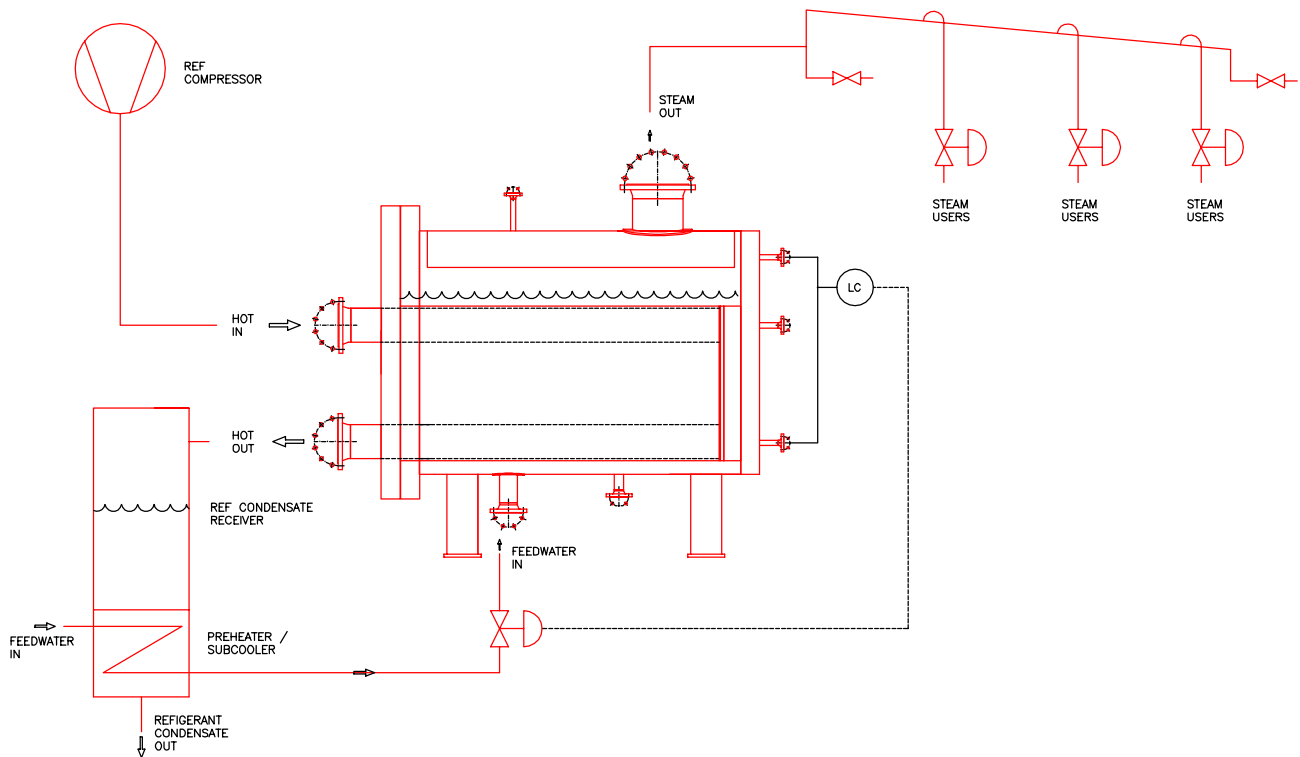 REF
COMPRESSOR
STEAM
OUT
STEAM
USERS
STEAM
USERS
STEAM
USERS
LC
HOT
IN
HOT
OUT
REF CONDENSATE
RECEIVER
FEEDWATER
IN
FEEDWATER
IN
PREHEATER /
SUBCOOLER
REFIGERANT
CONDENSATE
OUT